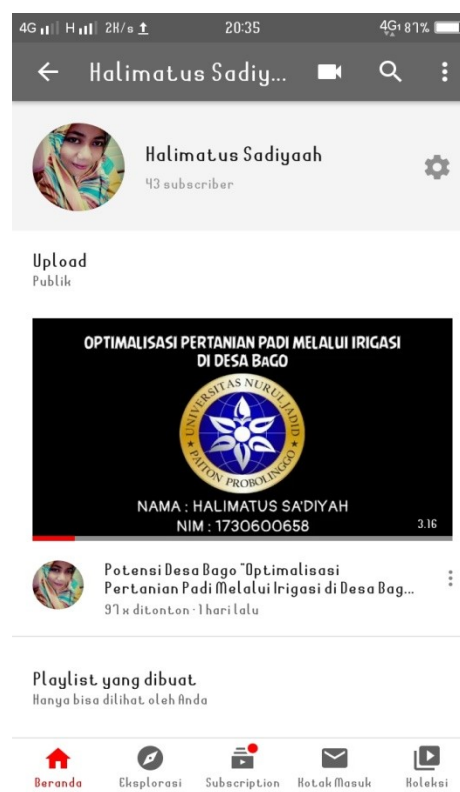 4G H 2H/s 20:35 4G 87%
Halimatus Sadiy...
Halimatus Sadiyaah
43 subscriber
Upload
Publik
OPTIMALISASI PERTANIAN PADI MELALUI IRIGASI
DI DESA BAGO
UNIVERSITAS NURUL JADID
PAITON PROBOLINGGO
NAMA : HALIMATUS SA'DIYAH
NIM : 1730600658
3.16
Potensi Desa Bago "Optimalisasi
Pertanian Padi Melalui Irigasi di Desa Bag...
97 x ditonton · 1 hari lalu
Playlist yang dibuat
Hanya bisa dilihat oleh Anda
Beranda Eksplorasi Subscription Kotak Masuk Koleksi